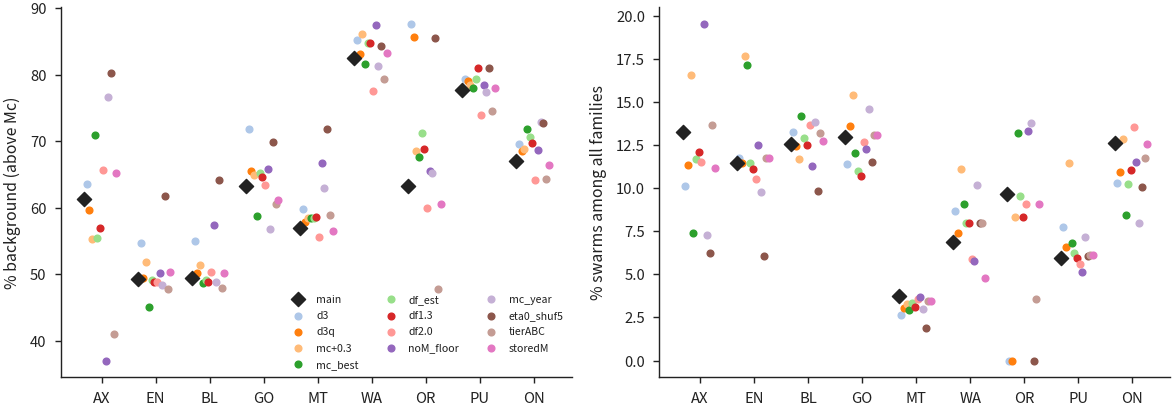 % background (above Mc)
90
80
70
60
50
40
AX EN BL GO MT WA OR PU ON
main
d3
d3q
mc+0.3
mc_best
df_est
df1.3
df2.0
noM_floor
mc_year
eta0_shuf5
tierABC
storedM
% swarms among all families
20.0
17.5
15.0
12.5
10.0
7.5
5.0
2.5
0.0
AX EN BL GO MT WA OR PU ON